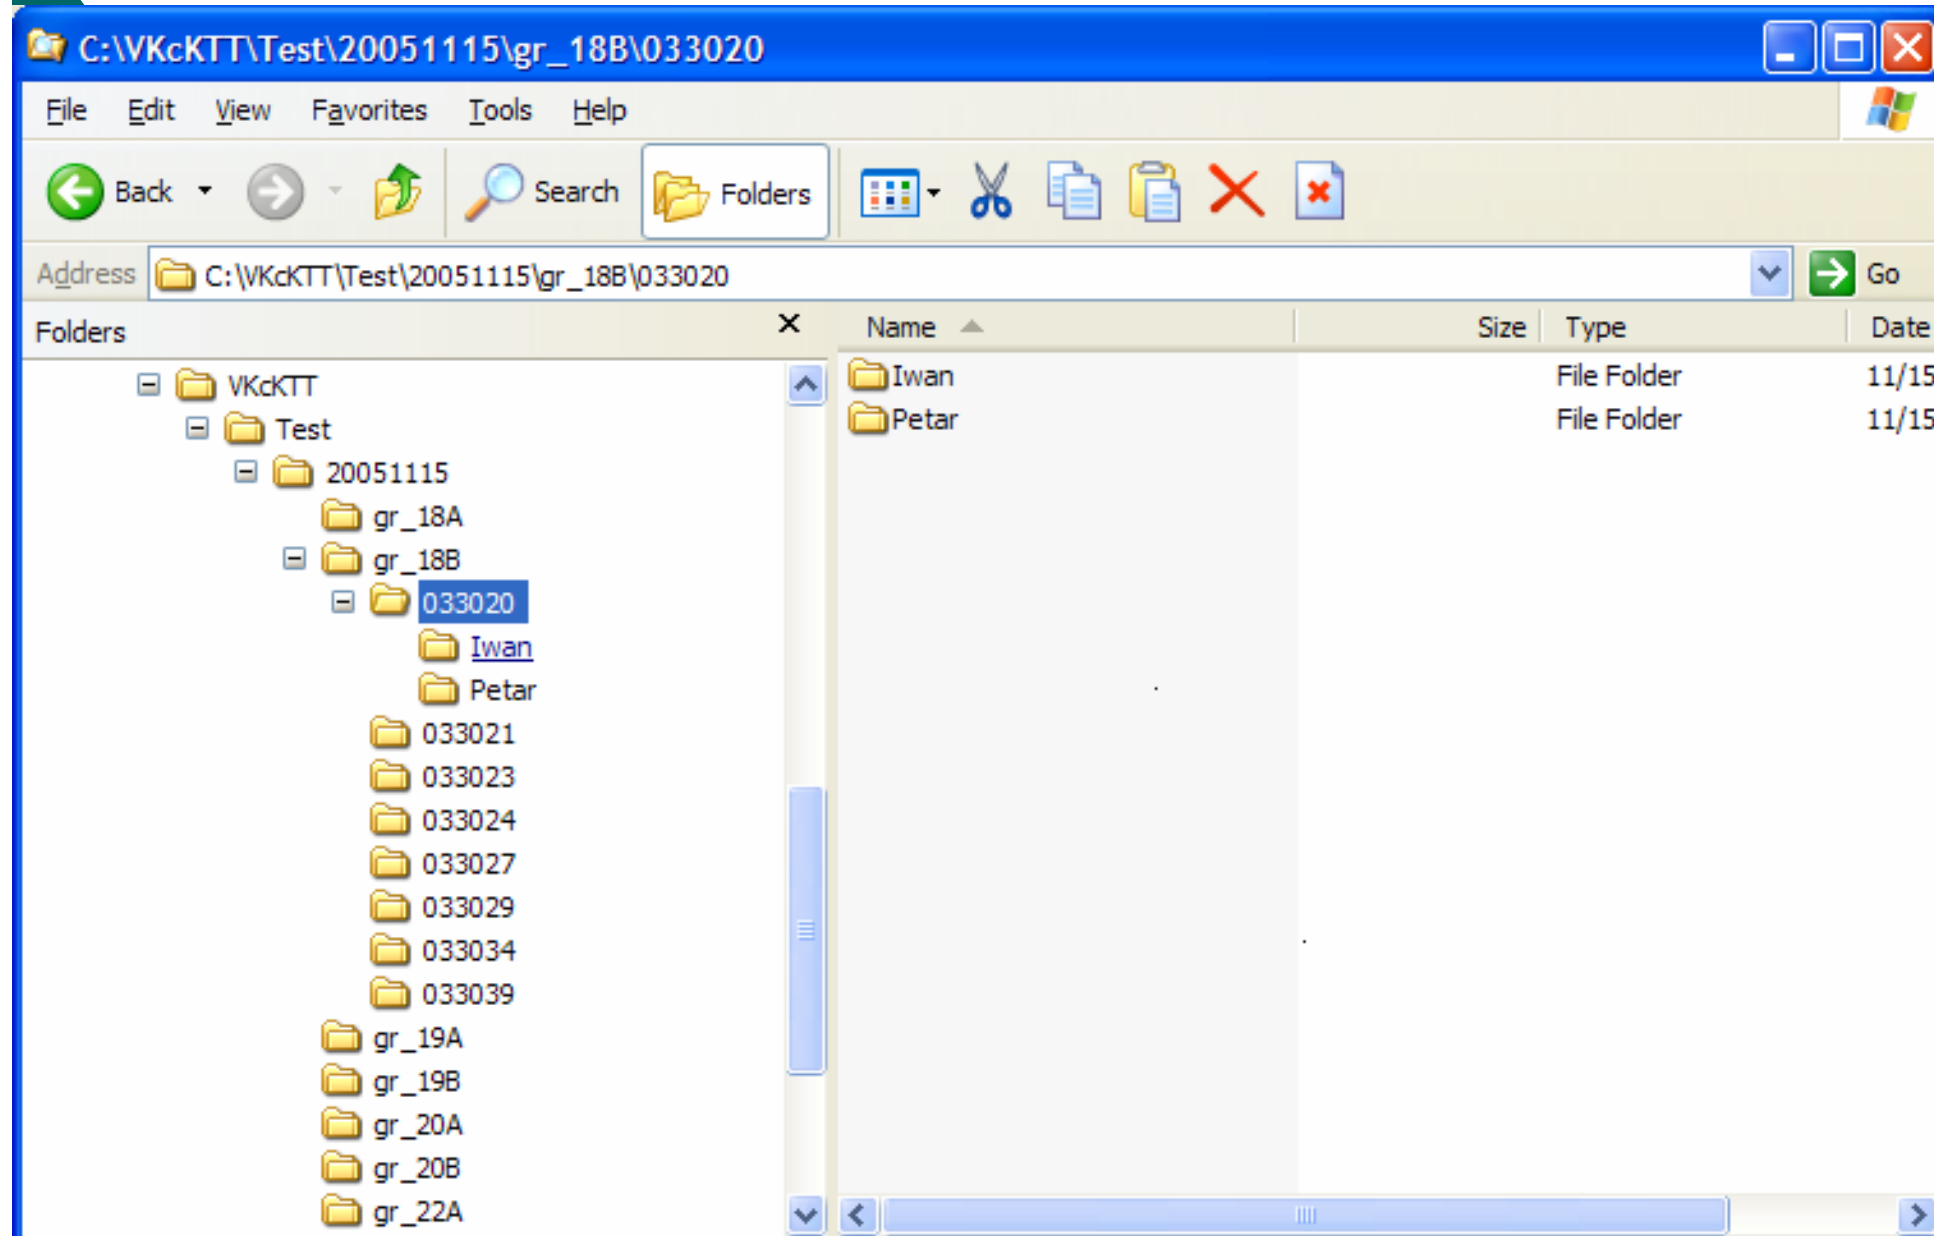 C:\VKcKTT\Test\20051115\gr_18B\033020
File Edit View Favorites Tools Help
Back Search Folders
Address C:\VKcKTT\Test\20051115\gr_18B\033020 Go
Folders
VKcKTT
Test
20051115
gr_18A
gr_18B
033020
Iwan
Petar
033021
033023
033024
033027
033029
033034
033039
gr_19A
gr_19B
gr_20A
gr_20B
gr_22A
Name Size Type Date
Iwan File Folder 11/15
Petar File Folder 11/15